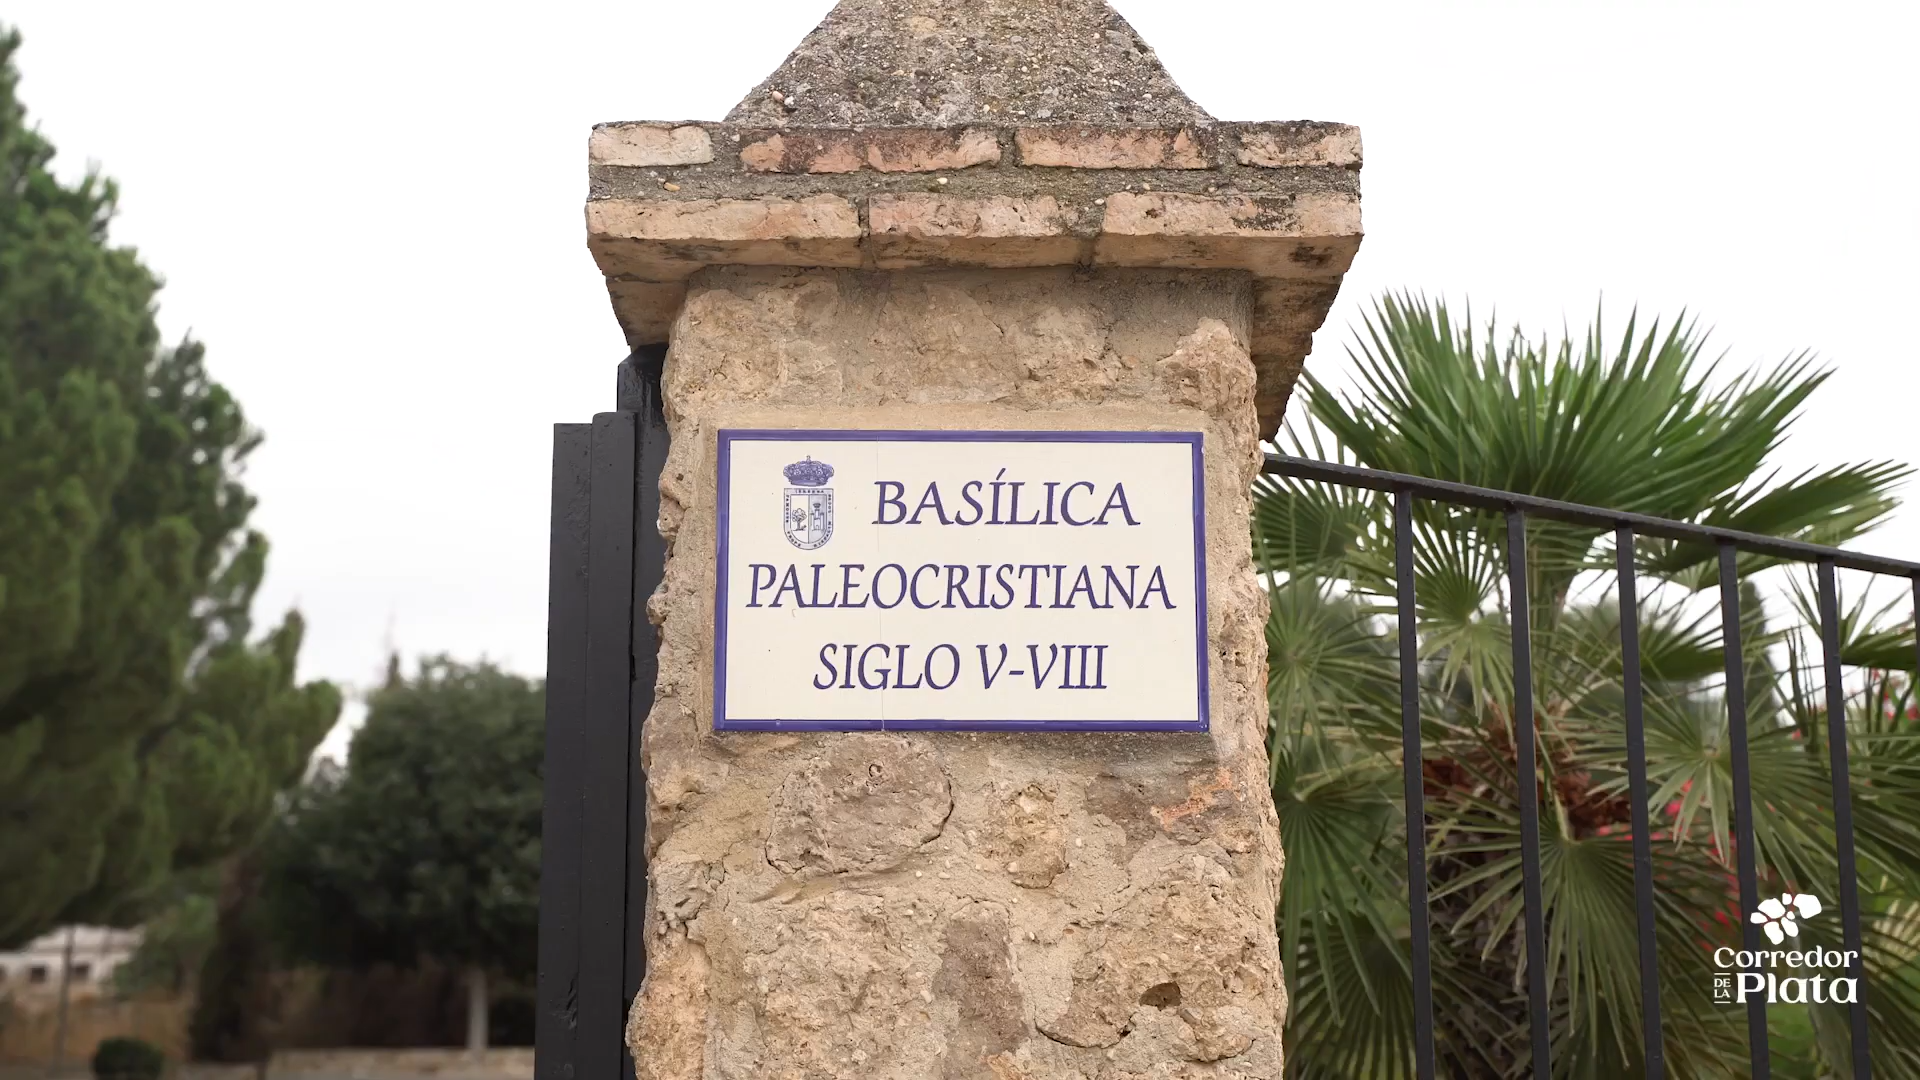 BASÍLICA
PALEOCRISTIANA
SIGLO V-VIII
Corredor
DE LA Plata